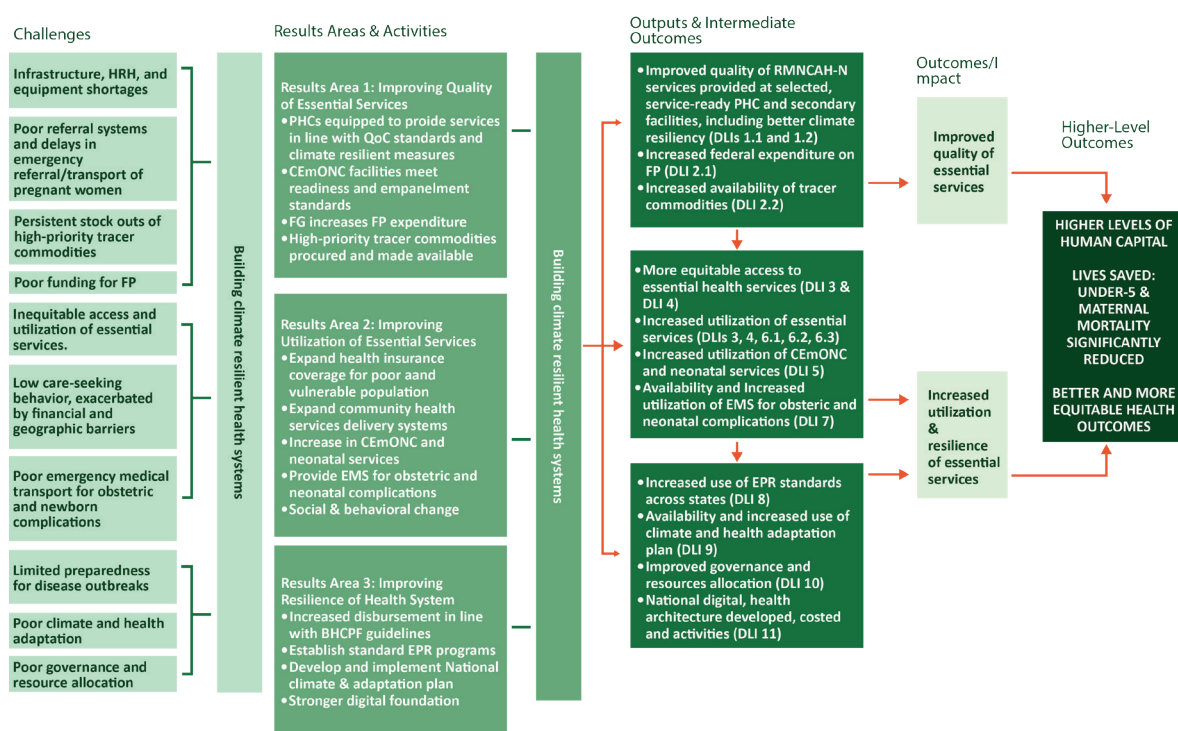 Challenges
Infrastructure, HRH, and
equipment shortages
Poor referral systems
and delays in
emergency
referral/transport of
pregnant women
Persistent stock outs of
high-priority tracer
commodities
Poor funding for FP
Inequitable access and
utilization of essential
services.
Low care-seeking
behavior, exacerbated
by financial and
geographic barriers
Poor emergency medical
transport for obstetric
and newborn
complications
Limited preparedness
for disease outbreaks
Poor climate and health
adaptation
Poor governance and
resource allocation
Building climate resilient health systems
Results Areas & Activities
Results Area 1: Improving Quality
of Essential Services
•PHCs equipped to proide services
in line with QoC standards and
climate resilient measures
•CEmONC facilities meet
readiness and empanelment
standards
•FG increases FP expenditure
•High-priority tracer commodities
procured and made available
Results Area 2: Improving
Utilization of Essential Services
•Expand health insurance
coverage for poor aand
vulnerable population
•Expand community health
services delivery systems
•Increase in CEmONC and
neonatal services
•Provide EMS for obstetric and
neonatal complications
•Social & behavioral change
Results Area 3: Improving
Resilience of Health System
•Increased disbursement in line
with BHCPF guidelines
•Establish standard EPR programs
•Develop and implement National
climate & adaptation plan
•Stronger digital foundation
Building climate resilient health systems
Outputs & Intermediate
Outcomes
•Improved quality of RMNCAH-N
services provided at selected,
service-ready PHC and secondary
facilities, including better climate
resiliency (DLIs 1.1 and 1.2)
•Increased federal expenditure on
FP (DLI 2.1)
•Increased availability of tracer
commodities (DLI 2.2)
•More equitable access to
essential health services (DLI 3 &
DLI 4)
•Increased utilization of essential
services (DLIs 3, 4, 6.1, 6.2, 6.3)
•Increased utilization of CEmONC
and neonatal services (DLI 5)
•Availability and Increased
utilization of EMS for obsteric and
neonatal complications (DLI 7)
•Increased use of EPR standards
across states (DLI 8)
•Availability and increased use of
climate and health adaptation
plan (DLI 9)
•Improved governance and
resources allocation (DLI 10)
•National digital, health
architecture developed, costed
and activities (DLI 11)
Outcomes/I
mpact
Improved
quality of
essential
services
Increased
utilization
&
resilience
of essential
services
Higher-Level
Outcomes
HIGHER LEVELS OF
HUMAN CAPITAL
LIVES SAVED:
UNDER-5 &
MATERNAL
MORTALITY
SIGNIFICANTLY
REDUCED
BETTER AND MORE
EQUITABLE HEALTH
OUTCOMES